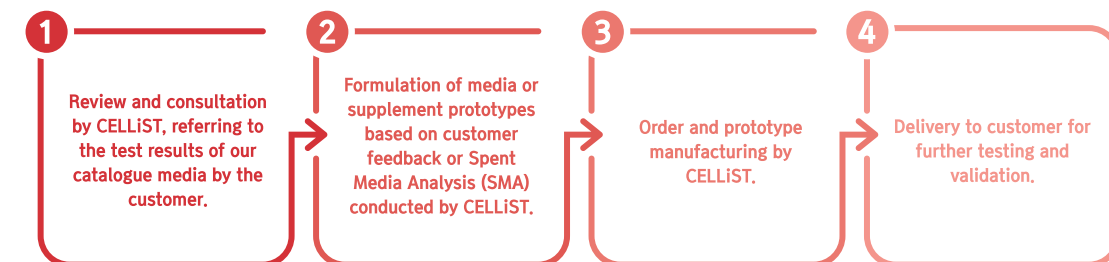 1
Review and consultation
by CELLiST, referring to
the test results of our
catalogue media by the
customer.
2
Formulation of media or
supplement prototypes
based on customer
feedback or Spent
Media Analysis (SMA)
conducted by CELLiST.
3
Order and prototype
manufacturing by
CELLiST.
4
Delivery to customer for
further testing and
validation.